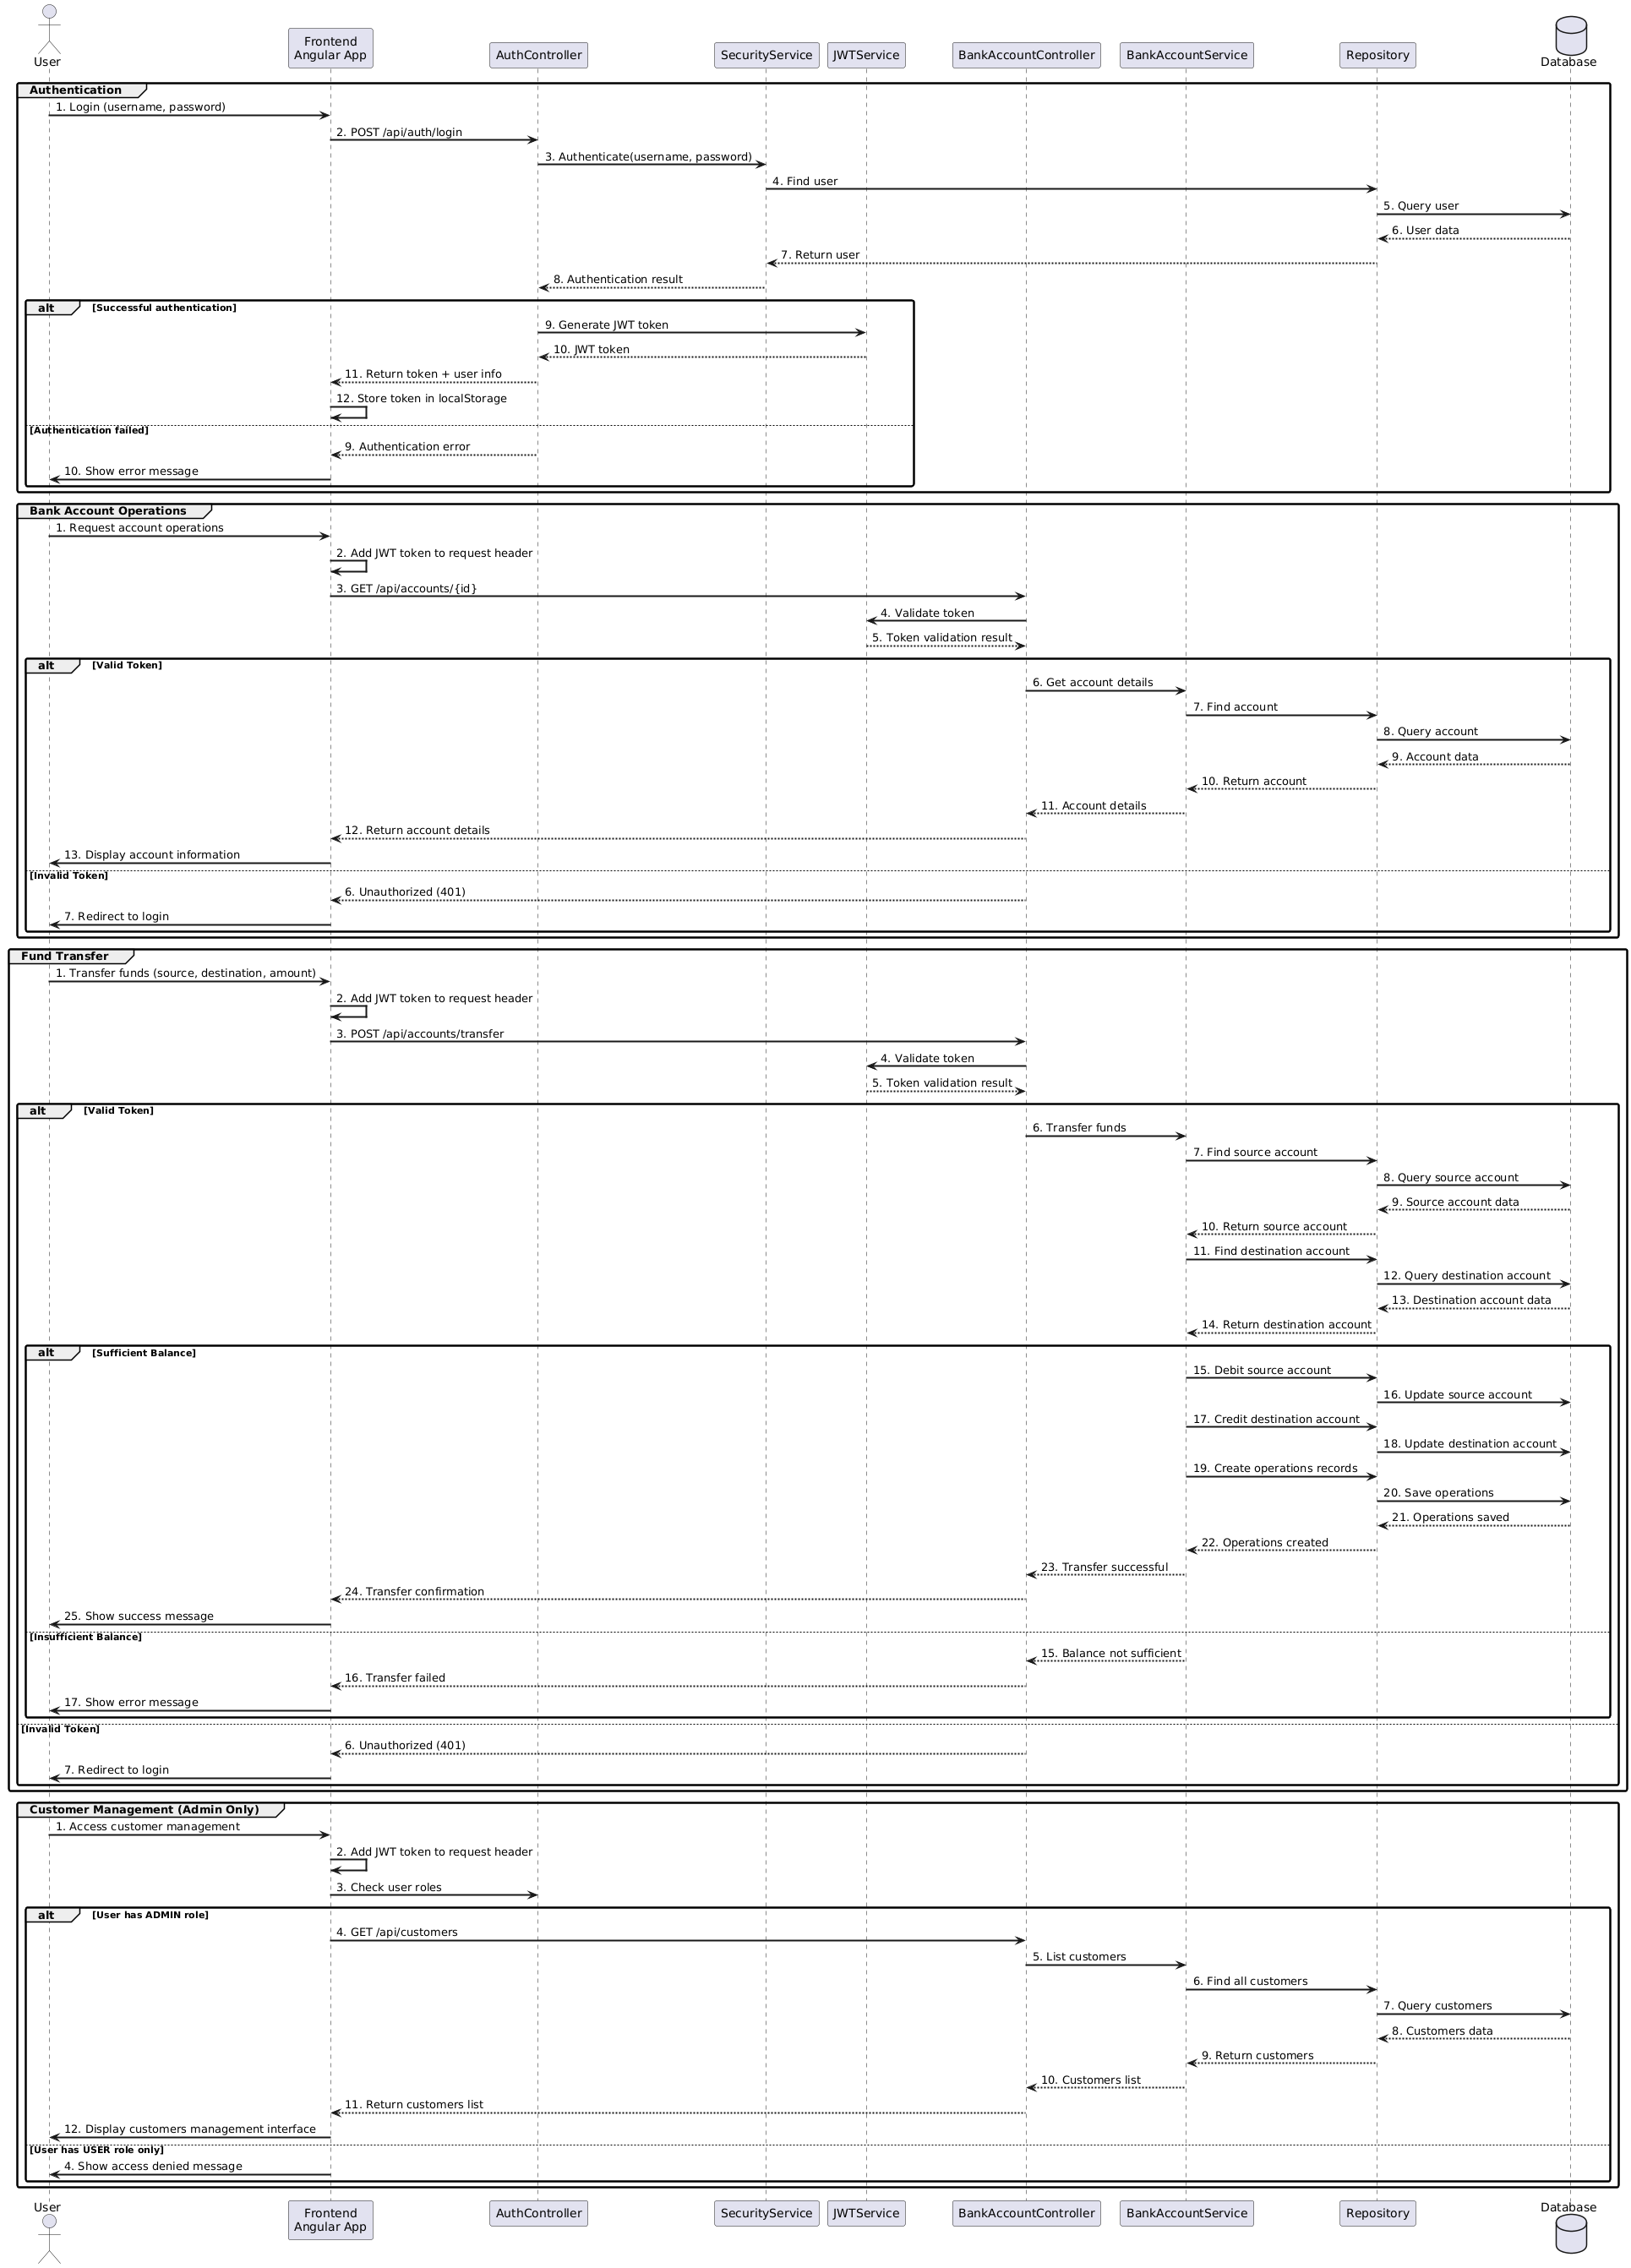 User
Frontend
Angular App
AuthController
SecurityService
JWTService
BankAccountController
BankAccountService
Repository
Database
Authentication
1. Login (username, password)
2. POST /api/auth/login
3. Authenticate(username, password)
4. Find user
5. Query user
6. User data
7. Return user
8. Authentication result
alt [Successful authentication]
9. Generate JWT token
10. JWT token
11. Return token + user info
12. Store token in localStorage
[Authentication failed]
9. Authentication error
10. Show error message
Bank Account Operations
1. Request account operations
2. Add JWT token to request header
3. GET /api/accounts/{id}
4. Validate token
5. Token validation result
alt [Valid Token]
6. Get account details
7. Find account
8. Query account
9. Account data
10. Return account
11. Account details
12. Return account details
13. Display account information
[Invalid Token]
6. Unauthorized (401)
7. Redirect to login
Fund Transfer
1. Transfer funds (source, destination, amount)
2. Add JWT token to request header
3. POST /api/accounts/transfer
4. Validate token
5. Token validation result
alt [Valid Token]
6. Transfer funds
7. Find source account
8. Query source account
9. Source account data
10. Return source account
11. Find destination account
12. Query destination account
13. Destination account data
14. Return destination account
alt [Sufficient Balance]
15. Debit source account
16. Update source account
17. Credit destination account
18. Update destination account
19. Create operations records
20. Save operations
21. Operations saved
22. Operations created
23. Transfer successful
24. Transfer confirmation
25. Show success message
[Insufficient Balance]
15. Balance not sufficient
16. Transfer failed
17. Show error message
[Invalid Token]
6. Unauthorized (401)
7. Redirect to login
Customer Management (Admin Only)
1. Access customer management
2. Add JWT token to request header
3. Check user roles
alt [User has ADMIN role]
4. GET /api/customers
5. List customers
6. Find all customers
7. Query customers
8. Customers data
9. Return customers
10. Customers list
11. Return customers list
12. Display customers management interface
[User has USER role only]
4. Show access denied message
User
Frontend
Angular App
AuthController
SecurityService
JWTService
BankAccountController
BankAccountService
Repository
Database